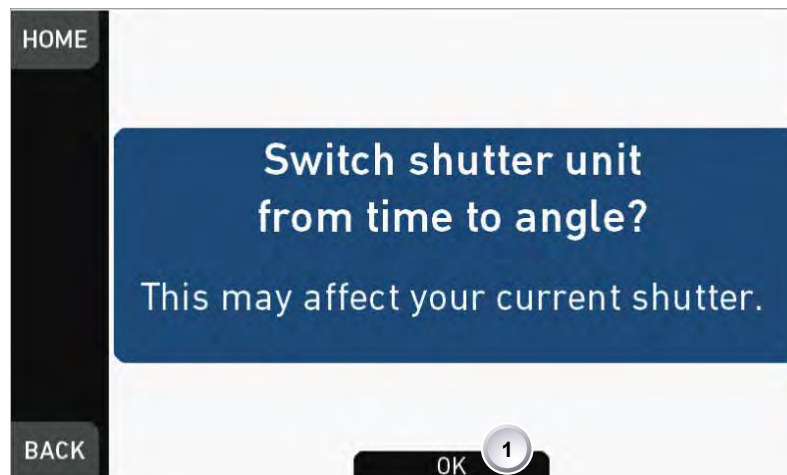 HOME
Switch shutter unit
from time to angle?
This may affect your current shutter.
BACK
OK
1